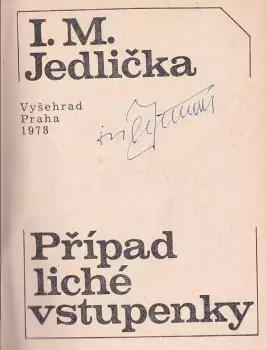 I. M.
Jedlička
Vyšehrad
Praha
1978
Případ
liché
vstupenky